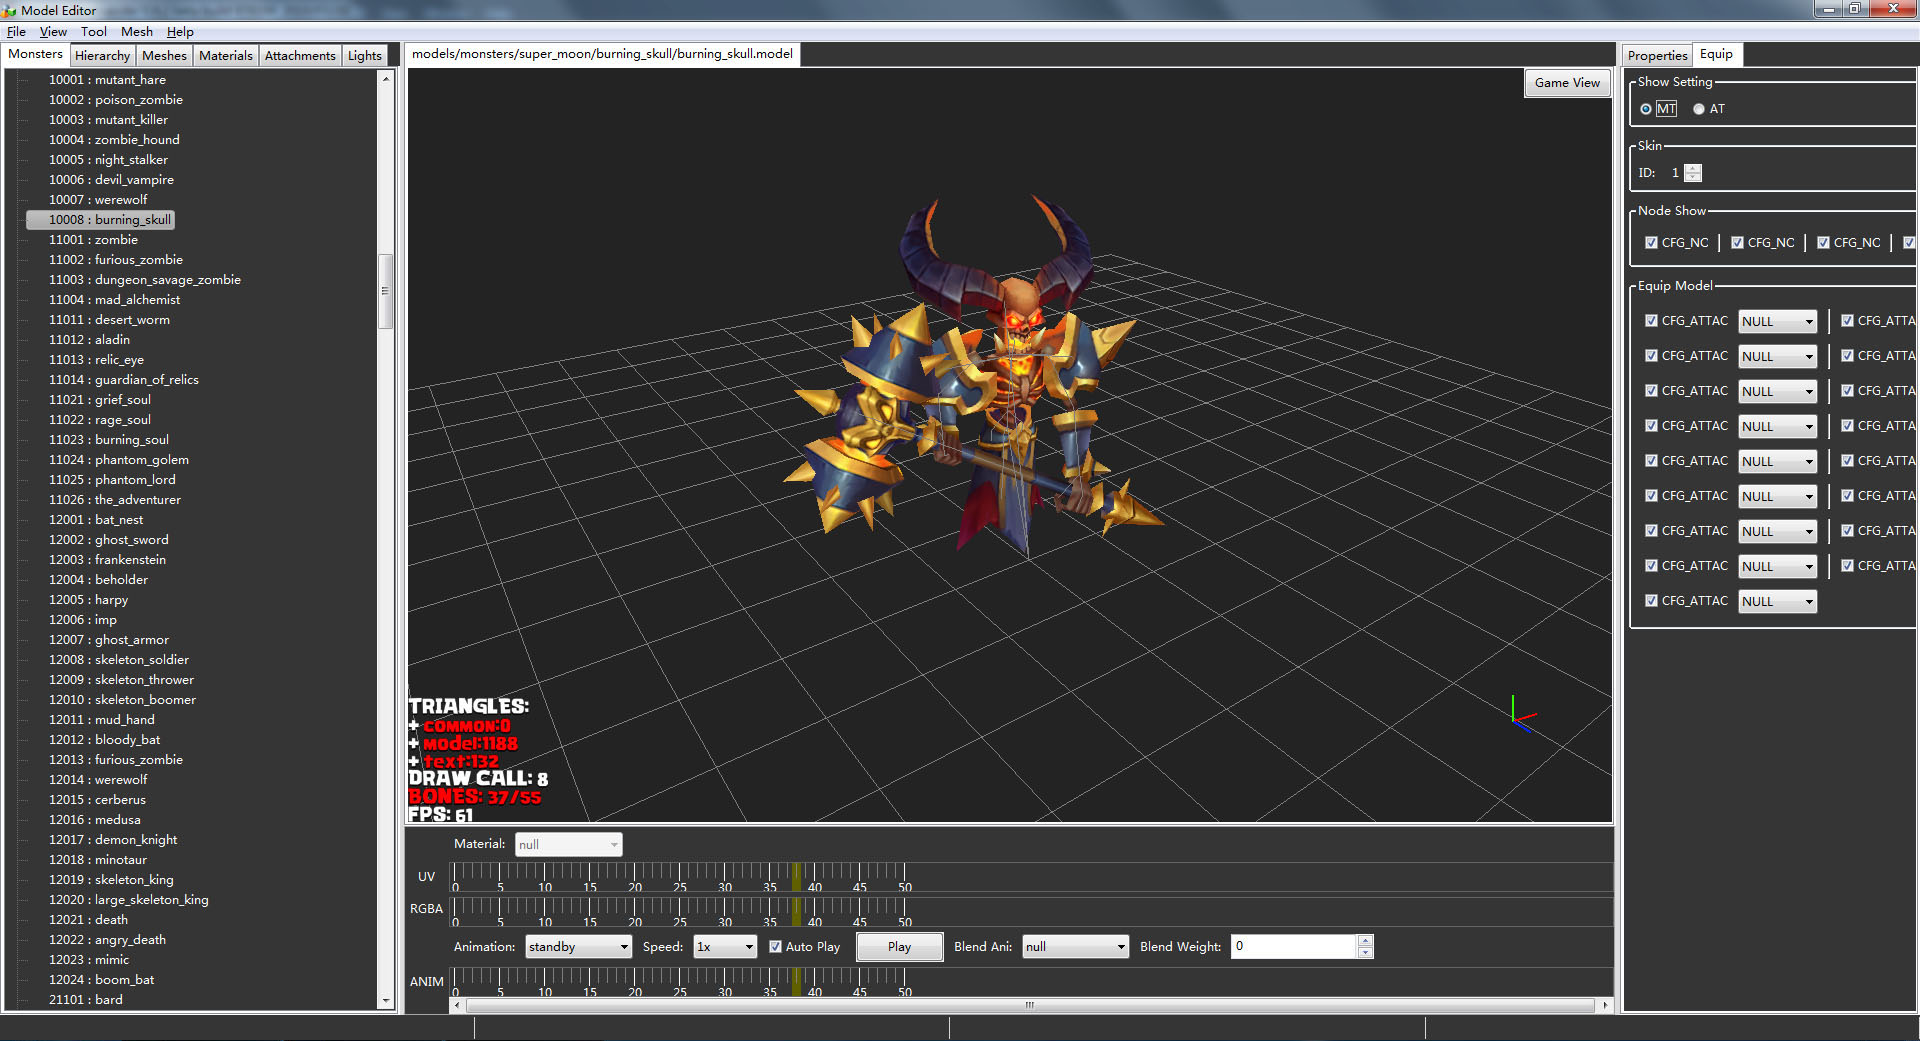 Model Editor
File View Tool Mesh Help
Monsters Hierarchy Meshes Materials Attachments Lights
10001 : mutant_hare
10002 : poison_zombie
10003 : mutant_killer
10004 : zombie_hound
10005 : night_stalker
10006 : devil_vampire
10007 : werewolf
10008 : burning_skull
11001 : zombie
11002 : furious_zombie
11003 : dungeon_savage_zombie
11004 : mad_alchemist
11011 : desert_worm
11012 : aladin
11013 : relic_eye
11014 : guardian_of_relics
11021 : grief_soul
11022 : rage_soul
11023 : burning_soul
11024 : phantom_golem
11025 : phantom_lord
11026 : the_adventurer
12001 : bat_nest
12002 : ghost_sword
12003 : frankenstein
12004 : beholder
12005 : harpy
12006 : imp
12007 : ghost_armor
12008 : skeleton_soldier
12009 : skeleton_thrower
12010 : skeleton_boomer
12011 : mud_hand
12012 : bloody_bat
12013 : furious_zombie
12014 : werewolf
12015 : cerberus
12016 : medusa
12017 : demon_knight
12018 : minotaur
12019 : skeleton_king
12020 : large_skeleton_king
12021 : death
12022 : angry_death
12023 : mimic
12024 : boom_bat
21101 : bard
models/monsters/super_moon/burning_skull/burning_skull.model
Game View
TRIANGLES:
+ common:0
+ model:1188
+ text:132
DRAW CALL: 8
BONES: 37/55
FPS: 61
Material: null
UV 0 5 10 15 20 25 30 35 40 45 50
RGBA 0 5 10 15 20 25 30 35 40 45 50
Animation: standby Speed: 1x Auto Play Play Blend Ani: null Blend Weight: 0
ANIM 0 5 10 15 20 25 30 35 40 45 50
Properties Equip
Show Setting
MT AT
Skin
ID: 1
Node Show
CFG_NC CFG_NC CFG_NC
Equip Model
CFG_ATTAC NULL CFG_ATTA
CFG_ATTAC NULL CFG_ATTA
CFG_ATTAC NULL CFG_ATTA
CFG_ATTAC NULL CFG_ATTA
CFG_ATTAC NULL CFG_ATTA
CFG_ATTAC NULL CFG_ATTA
CFG_ATTAC NULL CFG_ATTA
CFG_ATTAC NULL CFG_ATTA
CFG_ATTAC NULL